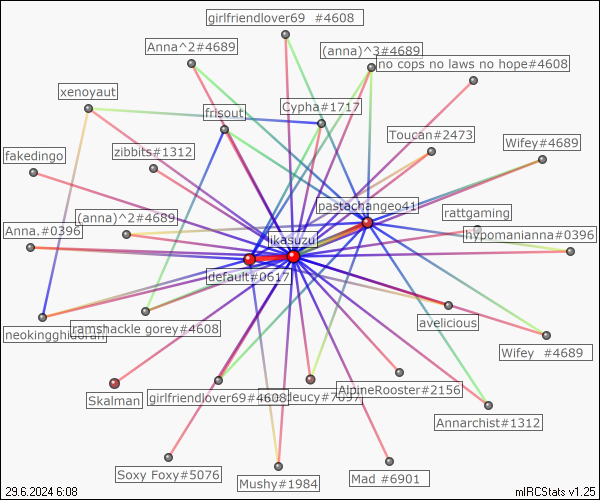 girlfriendlover69  #4608
Anna^2#4689
(anna)^3#4689
no cops no laws no hope#4608
xenoyaut
frisout
Cypha#1717
Toucan#2473
Wifey#4689
fakedingo
zibbits#1312
pastachangeo41
rattgaming
Anna.#0396
(anna)^2#4689
ikasuzu
hypomanianna#0396
default#0617
neokingghidorah
ramshackle gorey#4608
avelicious
Wifey  #4689
Skalman
girlfriendlover69#4608
AlpineRooster#2156
Annarchist#1312
Soxy Foxy#5076
Mushy#1984
Mad #6901
29.6.2024 6:08
mIRCStats v1.25